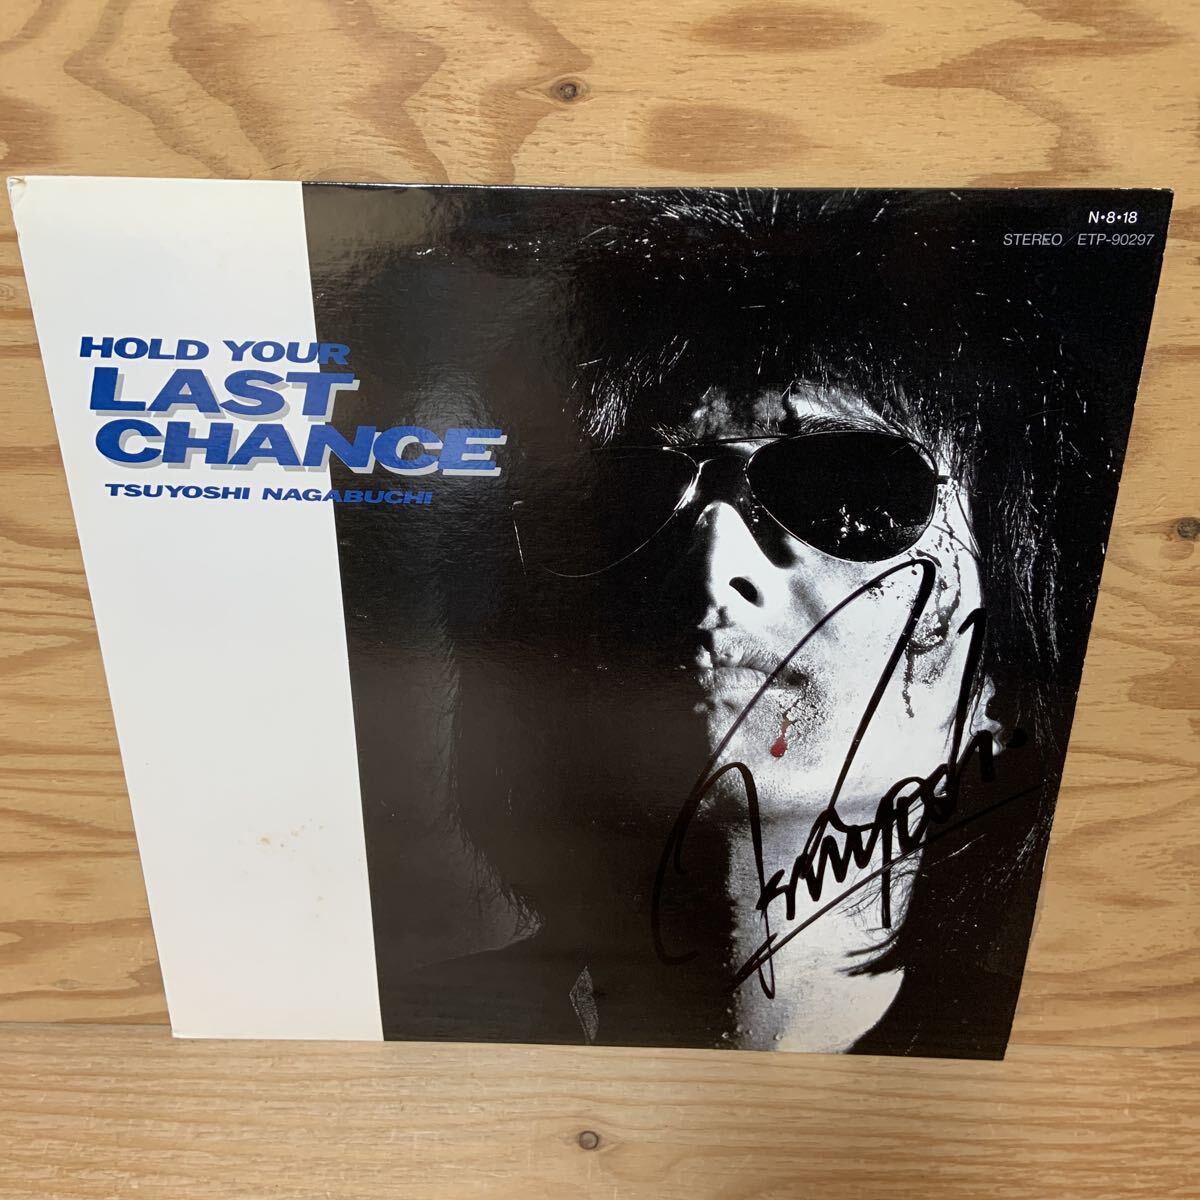 N・8・18
STEREO / ETP-90297
HOLD YOUR
LAST
CHANCE
TSUYOSHI NAGABUCHI
Tsuyoshi.